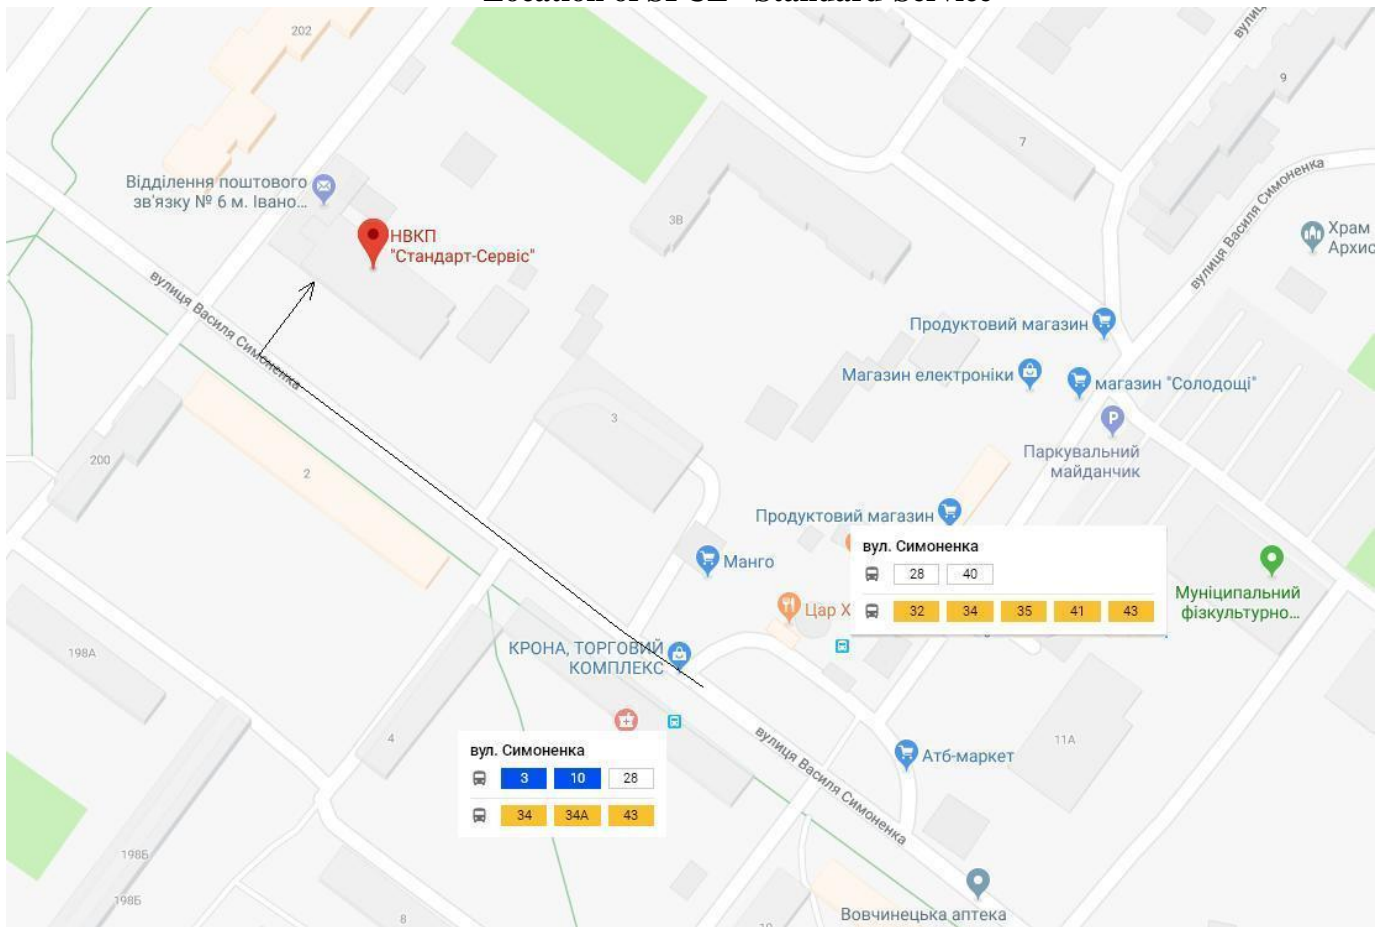 202
вулиц
9
7
Відділення поштового
зв'язку № 6 м. Івано...
вулиця Василя Симоненка
3В
Храм
Архис
НВКП
"Стандарт-Сервіс"
вулиця Василя Симоненка
Продуктовий магазин
Магазин електроніки
магазин "Солодощі"
3
P
Паркувальний
майданчик
200
2
Продуктовий магазин
вул. Симоненка
28 40
32 34 35 41 43
Манго
Цар Х
Муніципальний
фізкультурно...
КРОНА, ТОРГОВИЙ
КОМПЛЕКС
198А
4
вул. Симоненка
3 10 28
34 34А 43
вулиця Василя Симоненка
Атб-маркет
11А
198Б
198Б
8
10
Вовчинецька аптека